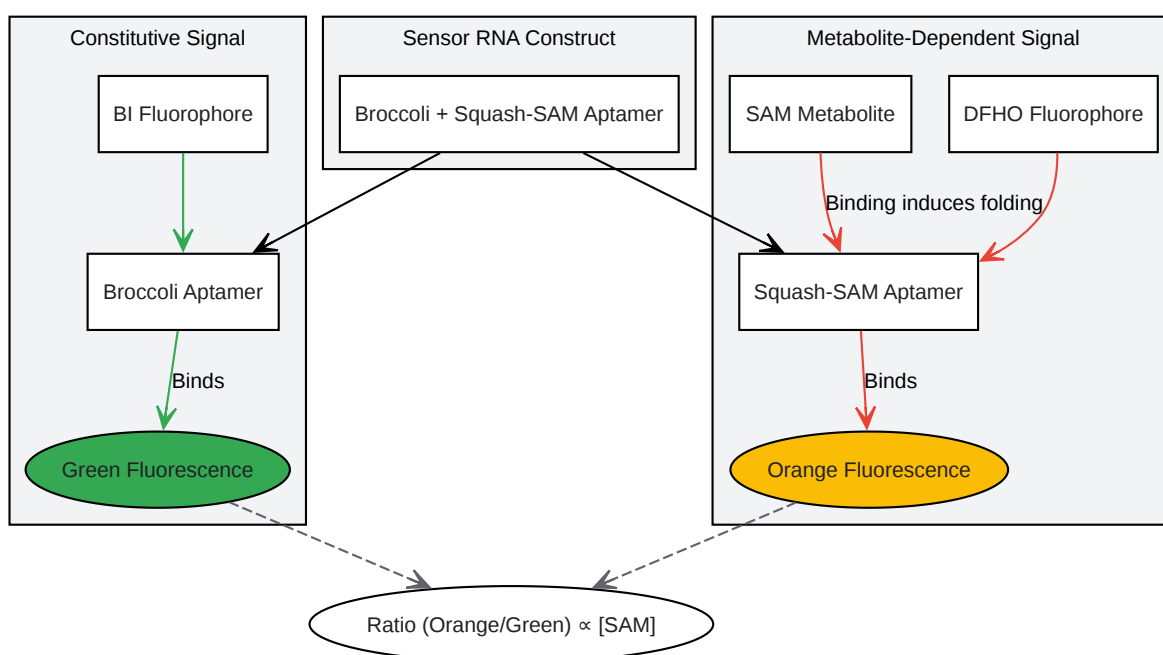 Constitutive Signal
Sensor RNA Construct
Metabolite-Dependent Signal
BI Fluorophore
Broccoli + Squash-SAM Aptamer
SAM Metabolite
DFHO Fluorophore
Binding induces folding
Broccoli Aptamer
Squash-SAM Aptamer
Binds
Binds
Green Fluorescence
Orange Fluorescence
Ratio (Orange/Green) ∝ [SAM]